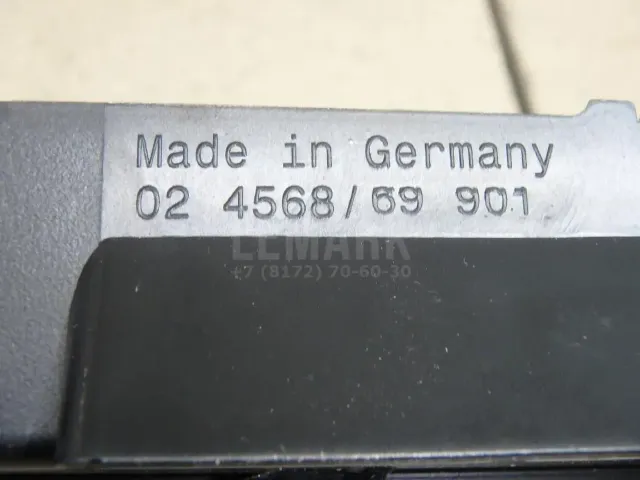 Made in Germany
02 4568/69 901
LEMARK
+7 (8172) 70-60-30